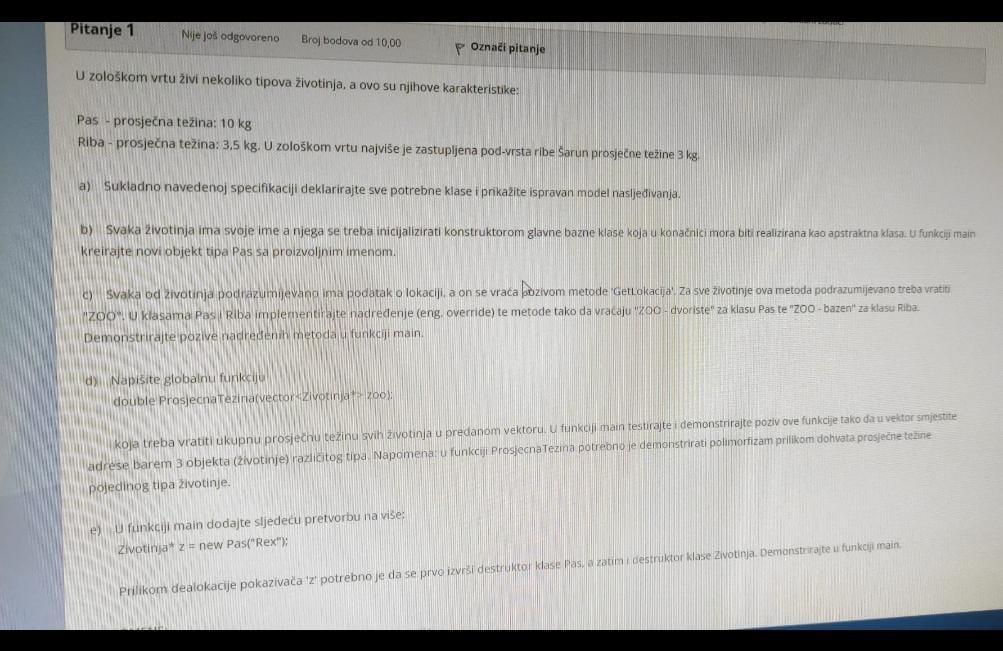 Pitanje 1
Nije još odgovoreno
Broj bodova od 10,00
Označi pitanje
U zološkom vrtu živi nekoliko tipova životinja, a ovo su njihove karakteristike:
Pas - prosječna težina: 10 kg
Riba - prosječna težina: 3,5 kg. U zološkom vrtu najviše je zastupljena pod-vrsta ribe Šarun prosječne težine 3 kg.
a) Sukladno navedenoj specifikaciji deklarirajte sve potrebne klase i prikažite ispravan model nasljeđivanja.
b) Svaka životinja ima svoje ime a njega se treba inicijalizirati konstruktorom glavne bazne klase koja u konačnici mora biti realizirana kao apstraktna klasa. U funkciji main
kreirajte novi objekt tipa Pas sa proizvoljnim imenom.
c) Svaka od životinja podrazumijevano ima podatak o lokaciji, a on se vraća pozivom metode 'GetLokacija'. Za sve životinje ova metoda podrazumijevano treba vratiti
"ZOO". U klasama Pas i Riba implementirajte nadređenje (eng. override) te metode tako da vraćaju "ZOO - dvoriste" za klasu Pas te "ZOO - bazen" za klasu Riba.
Demonstrirajte pozive nadređenih metoda u funkciji main.
d) Napišite globalnu funkciju
double ProsjecnaTezina(vector<Zivotinja*> zoo);
koja treba vratiti ukupnu prosječnu težinu svih životinja u predanom vektoru. U funkciji main testirajte i demonstrirajte poziv ove funkcije tako da u vektor smjestite
adrese barem 3 objekta (životinje) različitog tipa. Napomena: u funkciji ProsjecnaTezina potrebno je demonstrirati polimorfizam prilikom dohvata prosječne težine
pojedinog tipa životinje.
e) U funkciji main dodajte sljedeću pretvorbu na više:
Zivotinja* z = new Pas("Rex");
Prilikom dealokacije pokazivača 'z' potrebno je da se prvo izvrši destruktor klase Pas, a zatim i destruktor klase Zivotinja. Demonstrirajte u funkciji main.